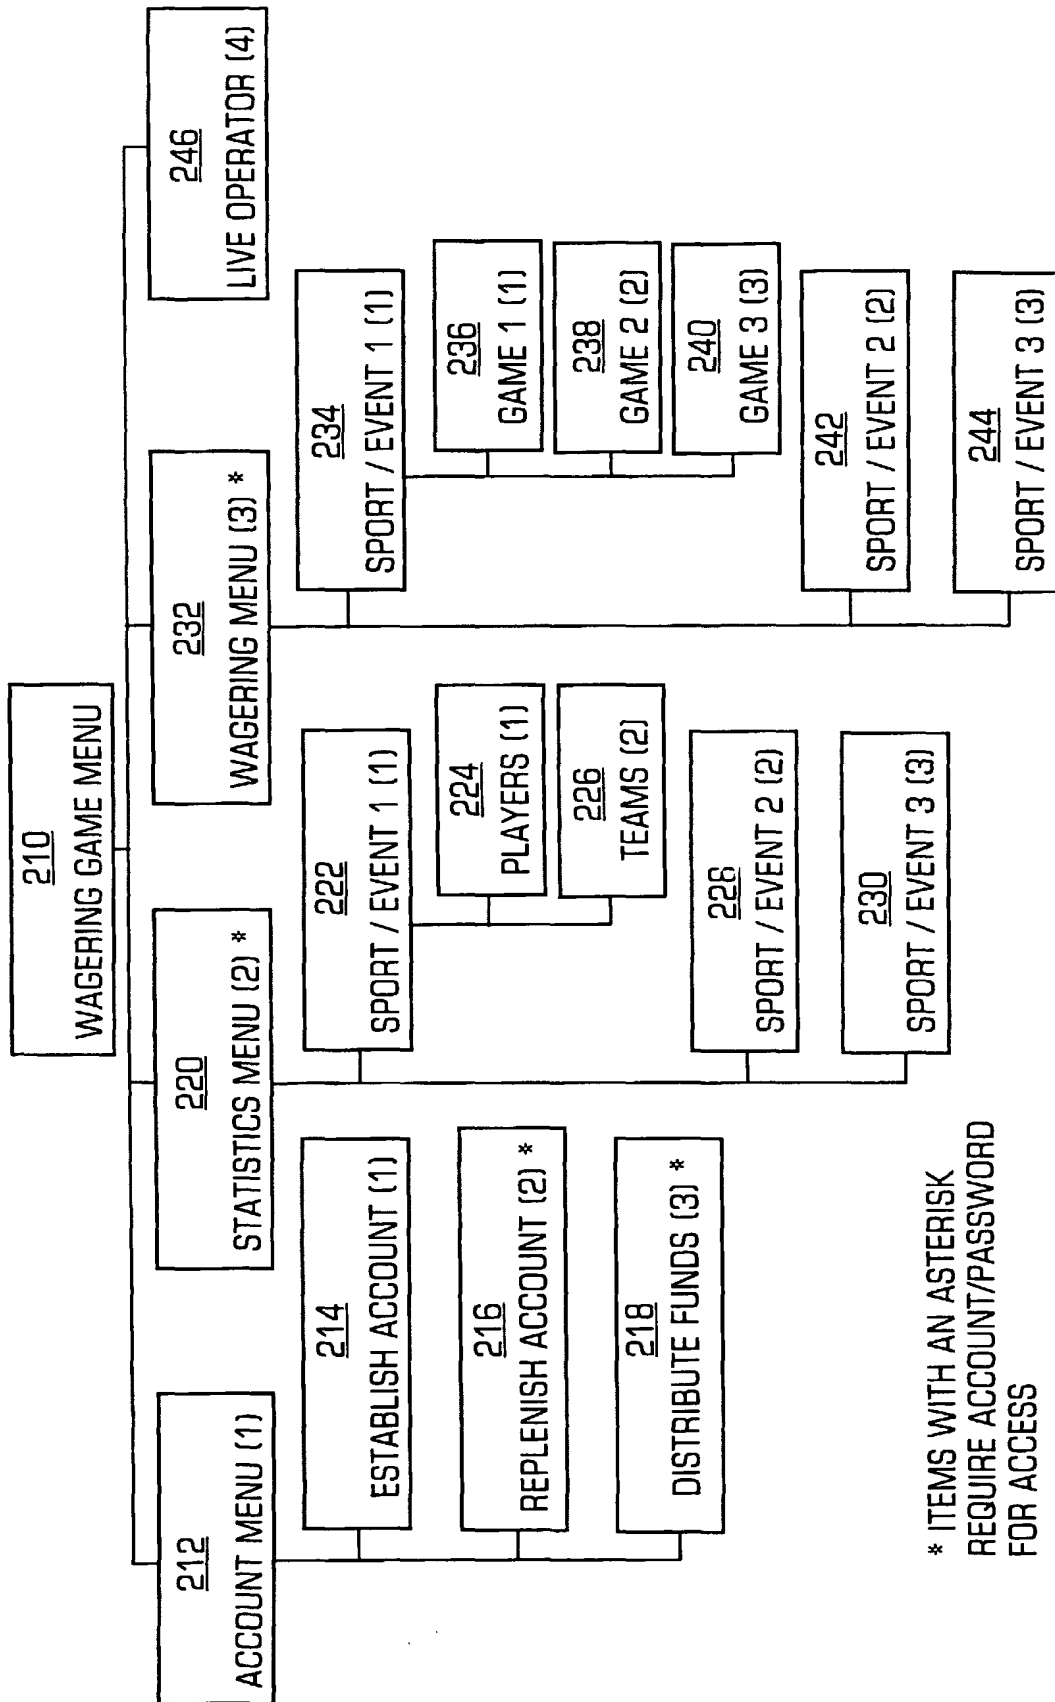 210
WAGERING GAME MENU
212
ACCOUNT MENU (1)
214
ESTABLISH ACCOUNT (1)
216
REPLENISH ACCOUNT (2) *
218
DISTRIBUTE FUNDS (3) *
220
STATISTICS MENU (2) *
222
SPORT / EVENT 1 (1)
224
PLAYERS (1)
226
TEAMS (2)
228
SPORT / EVENT 2 (2)
230
SPORT / EVENT 3 (3)
232
WAGERING MENU (3) *
234
SPORT / EVENT 1 (1)
236
GAME 1 (1)
238
GAME 2 (2)
240
GAME 3 (3)
242
SPORT / EVENT 2 (2)
244
SPORT / EVENT 3 (3)
246
LIVE OPERATOR (4)
* ITEMS WITH AN ASTERISK
REQUIRE ACCOUNT/PASSWORD
FOR ACCESS